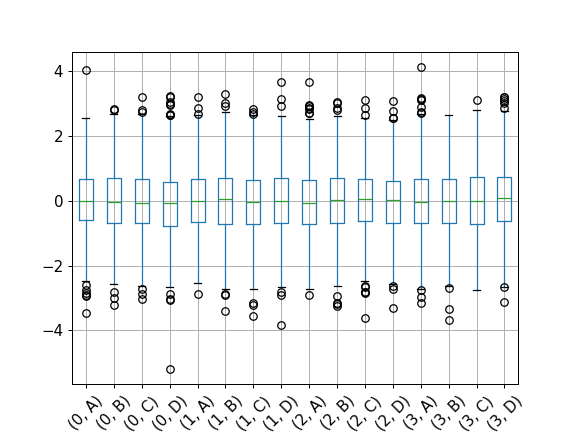 4
2
0
−2
−4
(0, A)
(0, B)
(0, C)
(0, D)
(1, A)
(1, B)
(1, C)
(1, D)
(2, A)
(2, B)
(2, C)
(2, D)
(3, A)
(3, B)
(3, C)
(3, D)